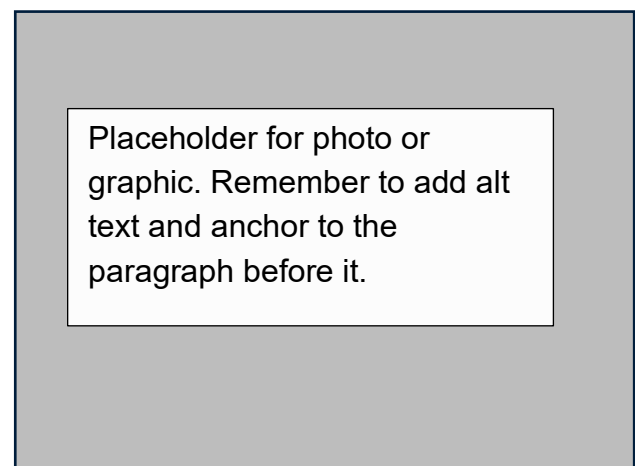 Placeholder for photo or
graphic. Remember to add alt
text and anchor to the
paragraph before it.